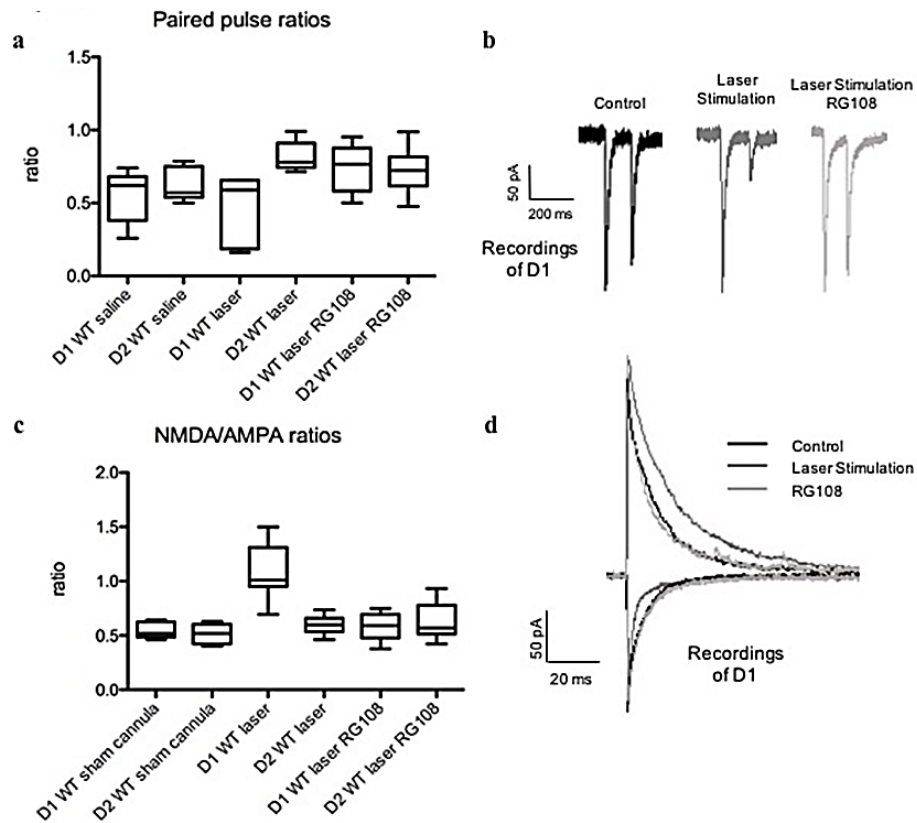 a
Paired pulse ratios
1.5
1.0
0.5
0.0
ratio
D1 WT saline
D2 WT saline
D1 WT laser
D2 WT laser
D1 WT laser RG108
D2 WT laser RG108
b
Control
Laser
Stimulation
Laser Stimulation
RG108
50 pA
200 ms
Recordings
of D1
c
NMDA/AMPA ratios
2.0
1.5
1.0
0.5
0.0
ratio
D1 WT sham cannula
D2 WT sham cannula
D1 WT laser
D2 WT laser
D1 WT laser RG108
D2 WT laser RG108
d
Control
Laser Stimulation
RG108
50 pA
20 ms
Recordings
of D1